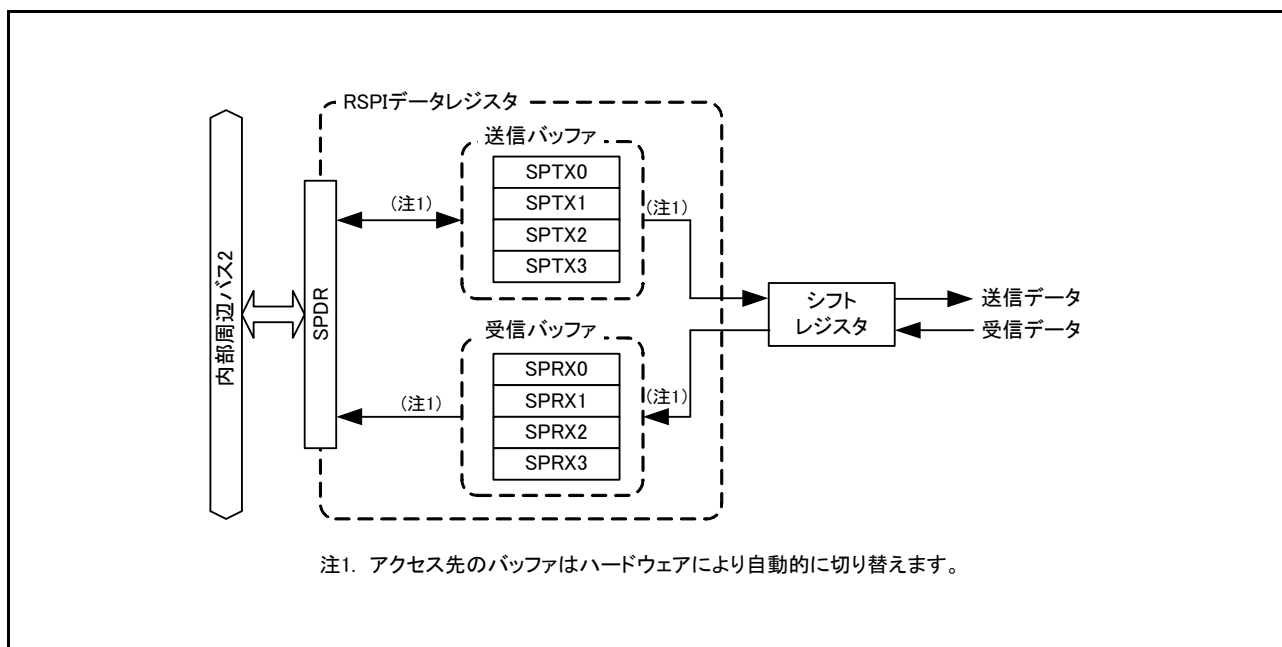 RSPIデータレジスタ
送信バッファ
SPTX0
SPTX1
SPTX2
SPTX3
(注1)
(注1)
内部周辺バス2
SPDR
シフト
レジスタ
送信データ
受信データ
受信バッファ
SPRX0
SPRX1
SPRX2
SPRX3
(注1)
(注1)
注1. アクセス先のバッファはハードウェアにより自動的に切り替えます。